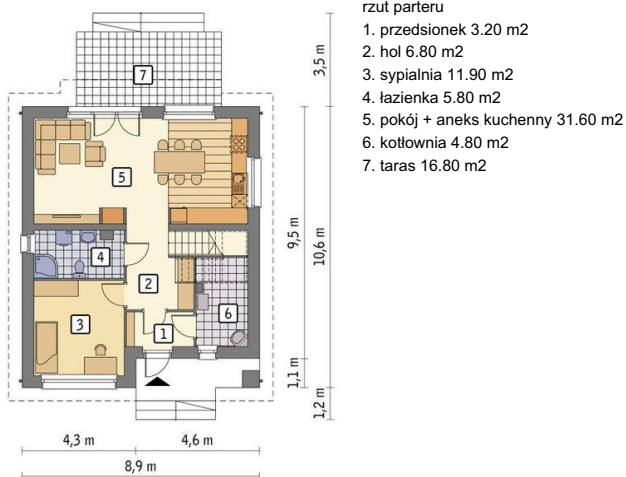 rzut parteru
1. przedsionek 3.20 m2
2. hol 6.80 m2
3. sypialnia 11.90 m2
4. łazienka 5.80 m2
5. pokój + aneks kuchenny 31.60 m2
6. kotłownia 4.80 m2
7. taras 16.80 m2
7
5
4
2
3
1
6
3,5 m
9,5 m
10,6 m
1,1 m
1,2 m
4,3 m 4,6 m
8,9 m